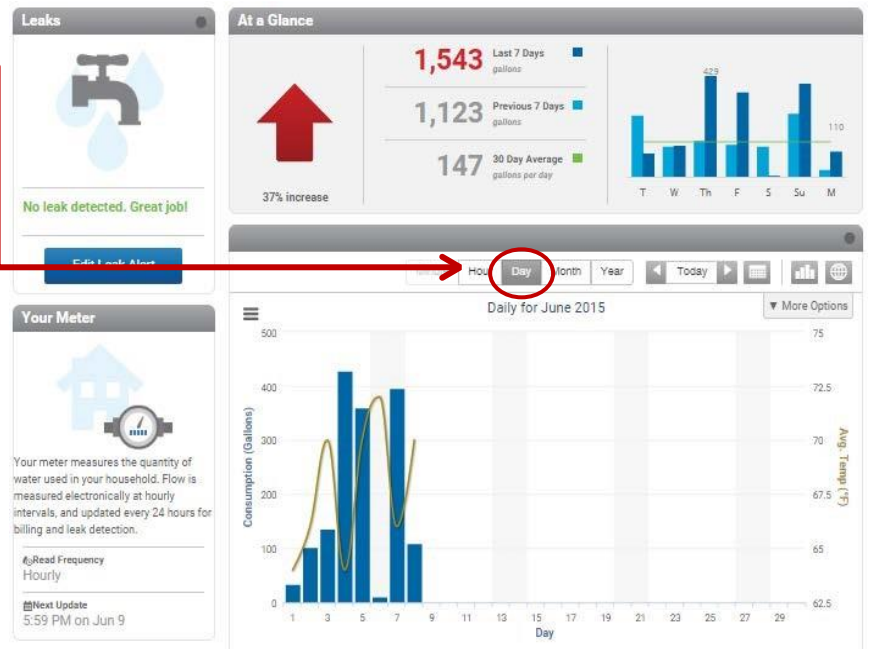 Leaks
No leak detected. Great job!
Edit Leak Alert
Your Meter
Your meter measures the quantity of
water used in your household. Flow is
measured electronically at hourly
intervals, and updated every 24 hours for
billing and leak detection.
Read Frequency
Hourly
Next Update
5:59 PM on Jun 9
At a Glance
37% increase
1,543 Last 7 Days
gallons
1,123 Previous 7 Days
gallons
147 30 Day Average
gallons per day
429
110
T W Th F S Su M
Day Month Year Today
▼ More Options
Daily for June 2015
Consumption (Gallons)
500
400
300
200
100
0
75
72.5
70
67.5
65
62.5
Avg. Temp (°F)
1 3 5 7 9 11 13 15 17 19 21 23 25 27 29
Day